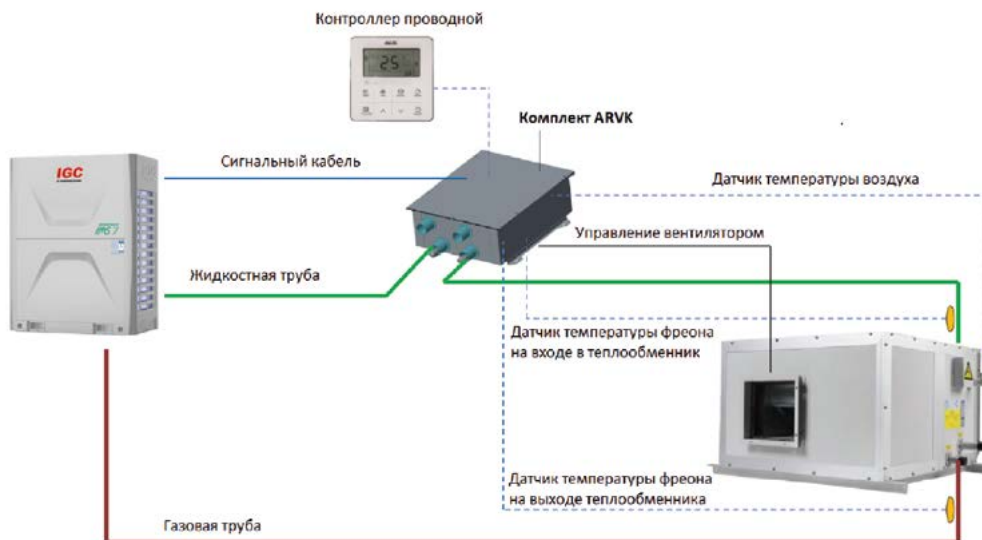 Контроллер проводной
25
Комплект ARVK
IGC
Сигнальный кабель
Датчик температуры воздуха
Управление вентилятором
Жидкостная труба
Датчик температуры фреона
на входе в теплообменник
Датчик температуры фреона
на выходе теплообменника
Газовая труба